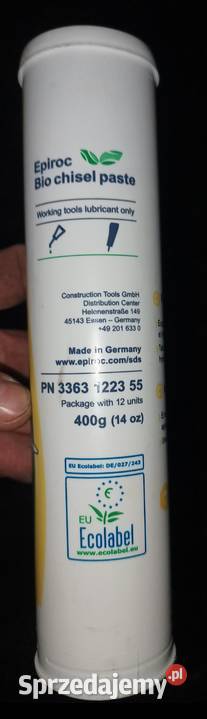 Epiroc
Bio chisel paste
Working tools lubricant only
Construction Tools GmbH
Distribution Center
Helenenstraße 149
45143 Essen – Germany
+49 201 633 0
Made in Germany
www.epiroc.com/sds
PN 3363 1223 55
Package with 12 units
400g (14 oz)
EU Ecolabel: DE/027/243
EU
Ecolabel
www.ecolabel.eu
Sprzedajemy.pl